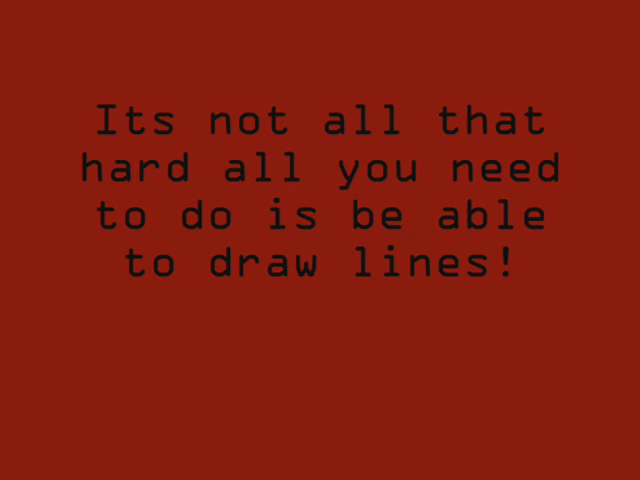 Its not all that
hard all you need
to do is be able
to draw lines!